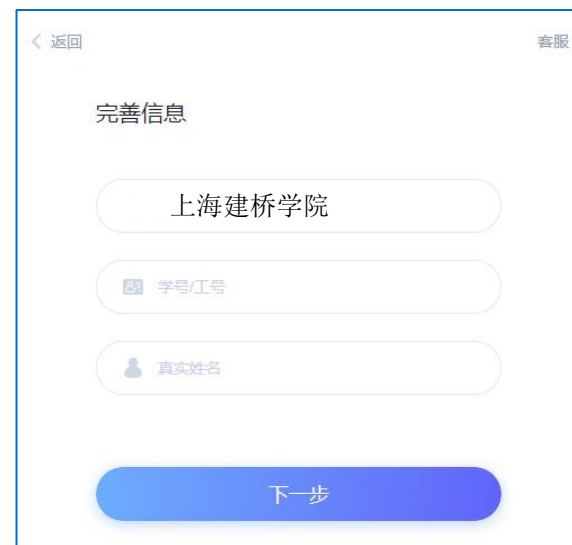 返回
客服
完善信息
上海建桥学院
学号/工号
真实姓名
下一步